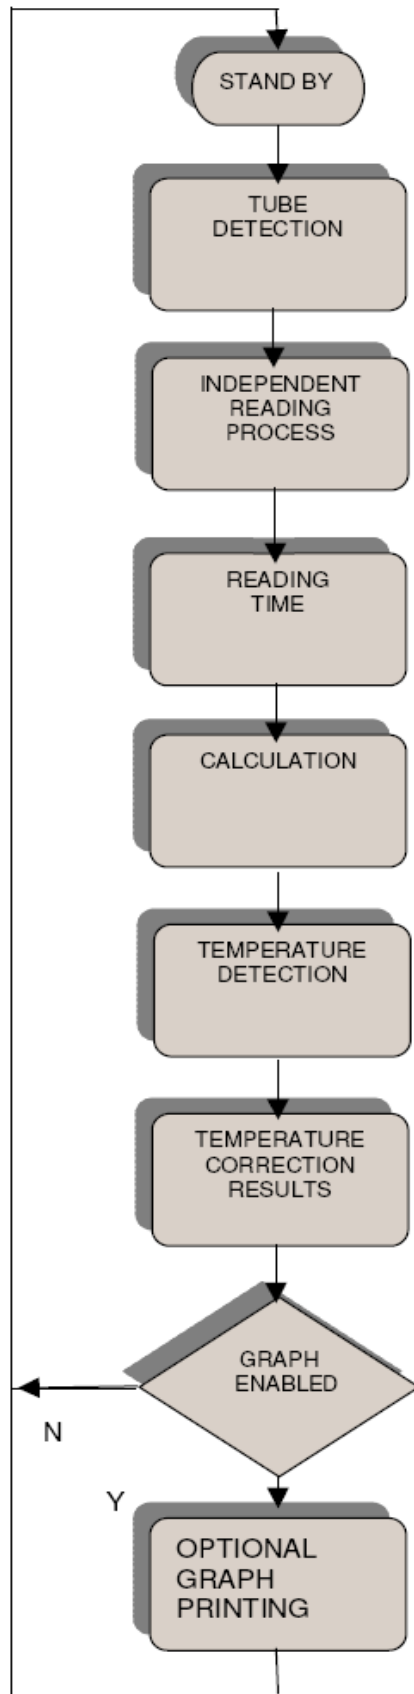 STAND BY
TUBE
DETECTION
INDEPENDENT
READING
PROCESS
READING
TIME
CALCULATION
TEMPERATURE
DETECTION
TEMPERATURE
CORRECTION
RESULTS
GRAPH
ENABLED
N
Y
OPTIONAL
GRAPH
PRINTING